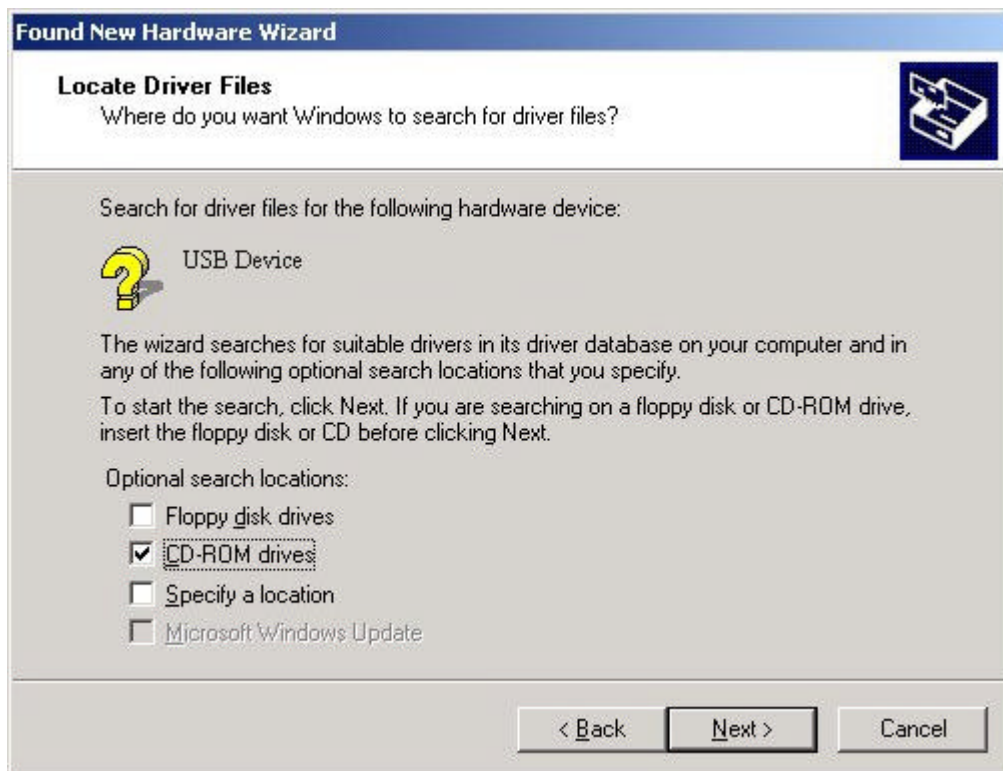 Found New Hardware Wizard
Locate Driver Files
Where do you want Windows to search for driver files?
Search for driver files for the following hardware device:
USB Device
The wizard searches for suitable drivers in its driver database on your computer and in
any of the following optional search locations that you specify.
To start the search, click Next. If you are searching on a floppy disk or CD-ROM drive,
insert the floppy disk or CD before clicking Next.
Optional search locations:
Floppy disk drives
CD-ROM drives
Specify a location
Microsoft Windows Update
< Back
Next >
Cancel